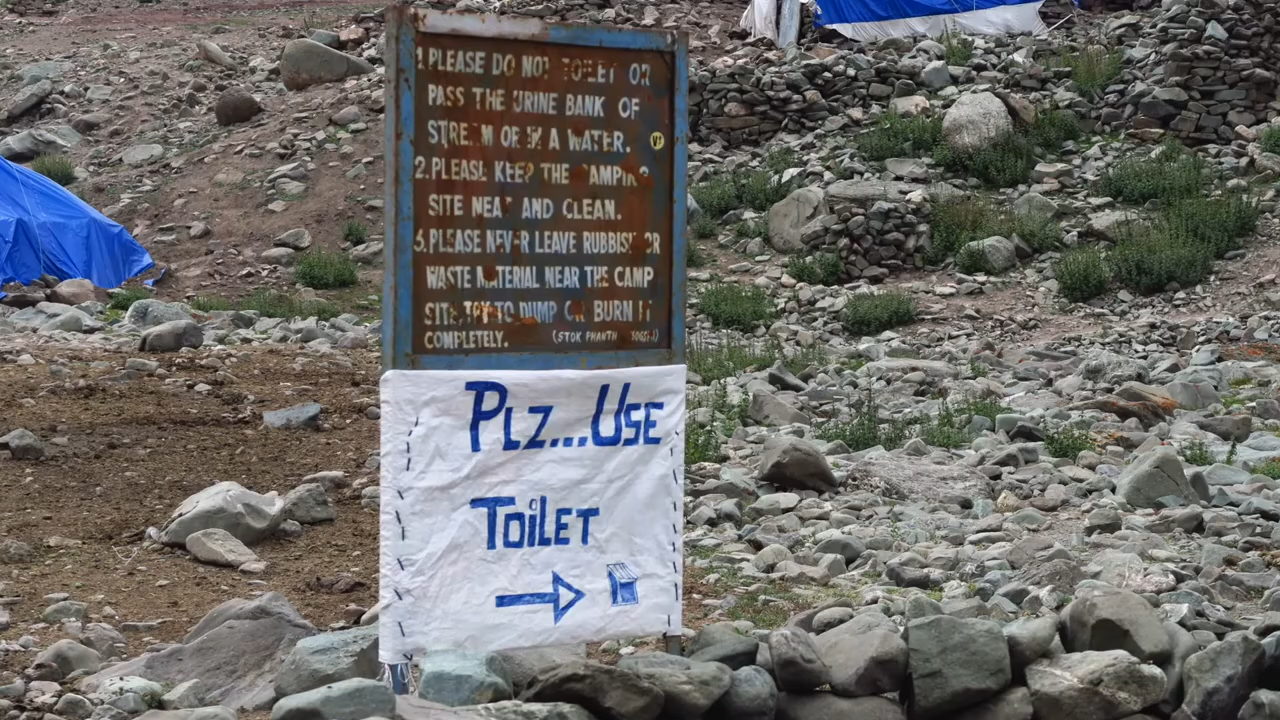 1. PLEASE DO NOT TOILET OR
PASS THE URINE BANK OF
STREEM OR IN A WATER.
2. PLEASE KEEP THE CAMPING
SITE NEAT AND CLEAN.
3. PLEASE NEVER LEAVE RUBBISH OR
WASTE MATERIAL NEAR THE CAMP
SITE, TRY TO DUMP OR BURN IT
COMPLETELY. (STOK PHANTH
PLZ...USE
TOILET